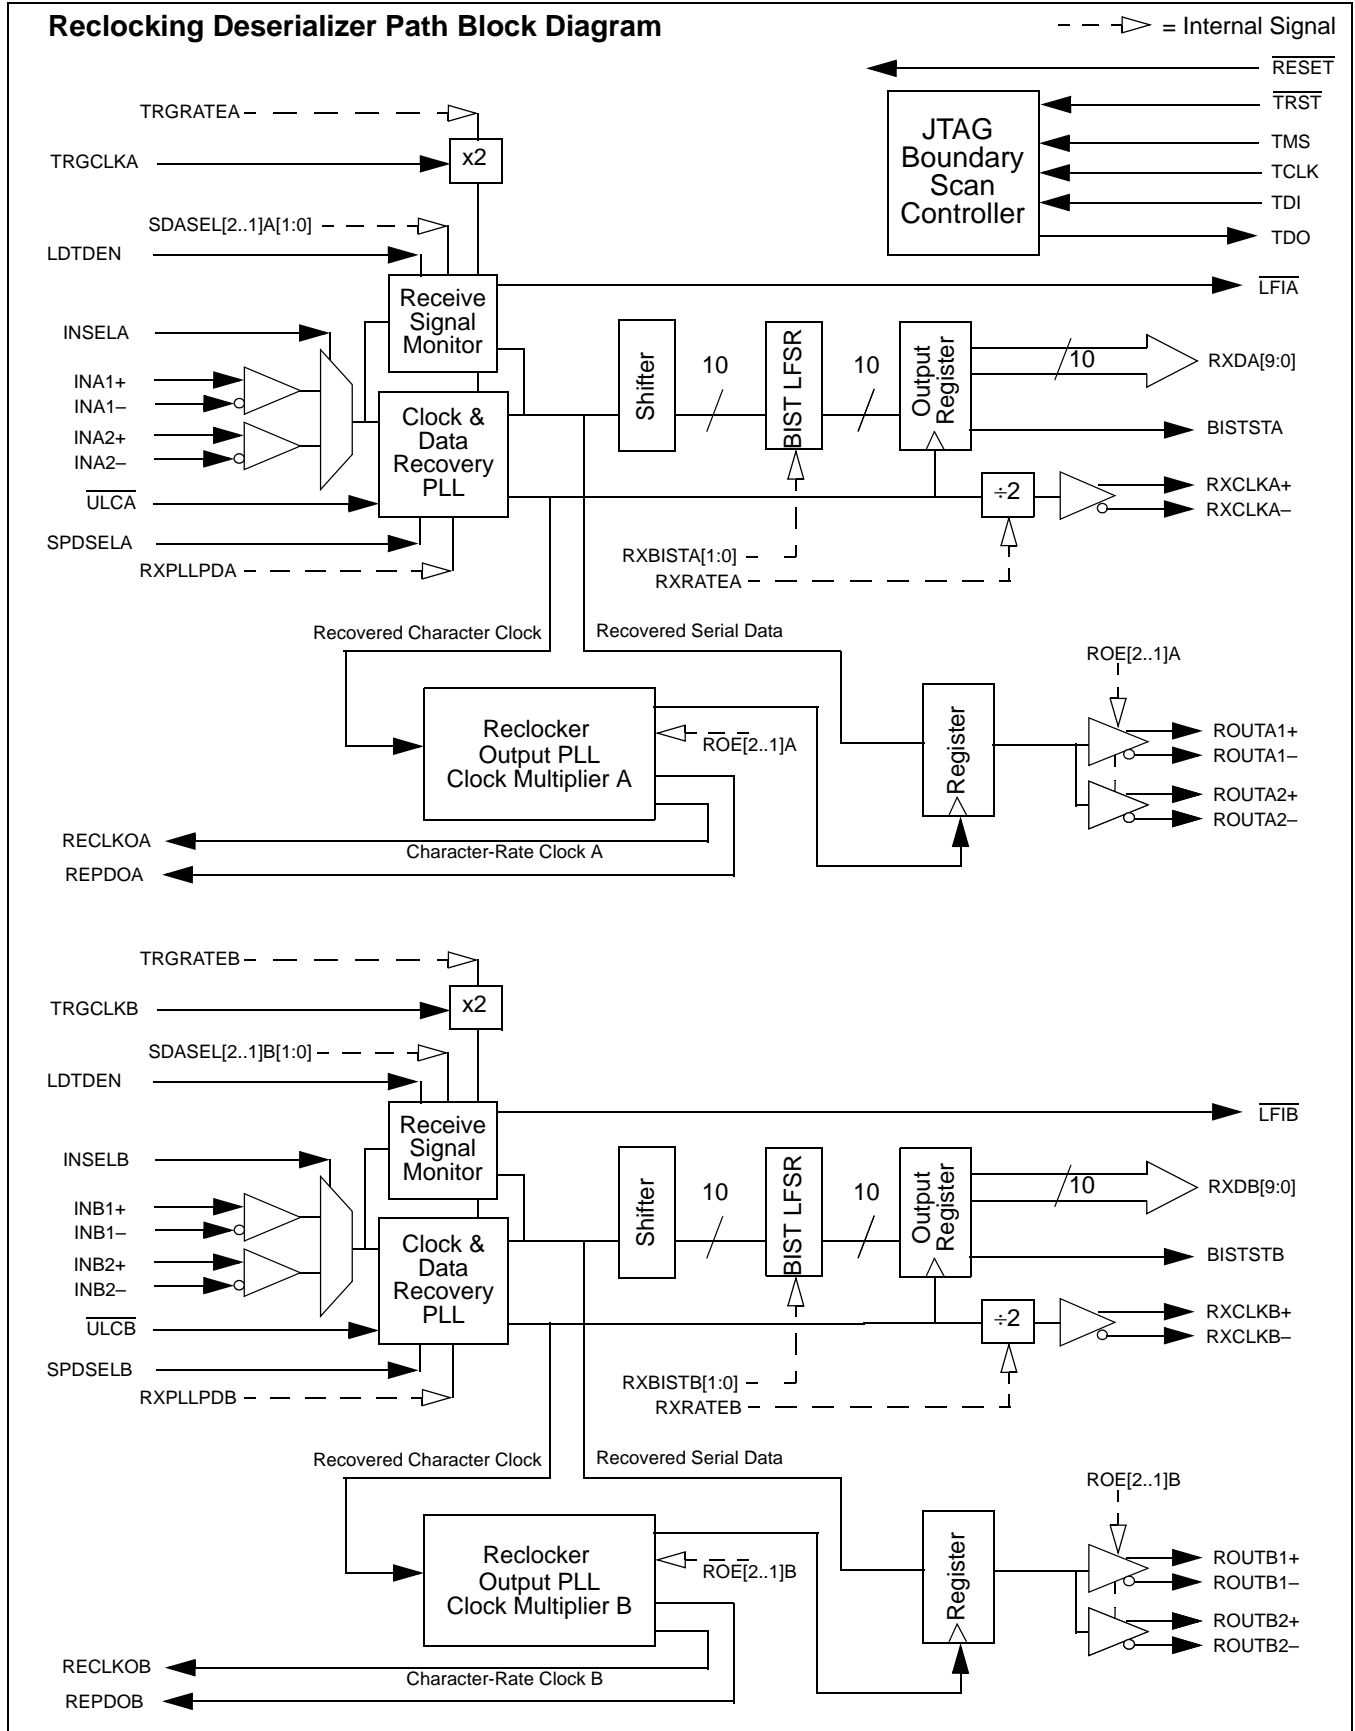 Reclocking Deserializer Path Block Diagram
= Internal Signal
RESET
TRST
TMS
TCLK
TDI
TDO
JTAG
Boundary
Scan
Controller
TRGRATEA
x2
TRGCLKA
SDASEL[2..1]A[1:0]
LDTDEN
LFIA
Receive
Signal
Monitor
INSELA
INA1+
INA1–
INA2+
INA2–
ULCA
SPDSELA
RXPLLPDA
Clock &
Data
Recovery
PLL
Shifter
10
BIST LFSR
10
Output
Register
10
RXDA[9:0]
BISTSTA
÷2
RXCLKA+
RXCLKA–
RXBISTA[1:0]
RXRATEA
Recovered Character Clock
Recovered Serial Data
Reclocker
Output PLL
Clock Multiplier A
ROE[2..1]A
Register
ROE[2..1]A
ROUTA1+
ROUTA1–
ROUTA2+
ROUTA2–
RECLKOA
Character-Rate Clock A
REPDOA
TRGRATEB
x2
TRGCLKB
SDASEL[2..1]B[1:0]
LDTDEN
LFIB
Receive
Signal
Monitor
INSELB
INB1+
INB1–
INB2+
INB2–
ULCB
SPDSELB
RXPLLPDB
Clock &
Data
Recovery
PLL
Shifter
10
BIST LFSR
10
Output
Register
10
RXDB[9:0]
BISTSTB
÷2
RXCLKB+
RXCLKB–
RXBISTB[1:0]
RXRATEB
Recovered Character Clock
Recovered Serial Data
Reclocker
Output PLL
Clock Multiplier B
ROE[2..1]B
Register
ROE[2..1]B
ROUTB1+
ROUTB1–
ROUTB2+
ROUTB2–
RECLKOB
Character-Rate Clock B
REPDOB